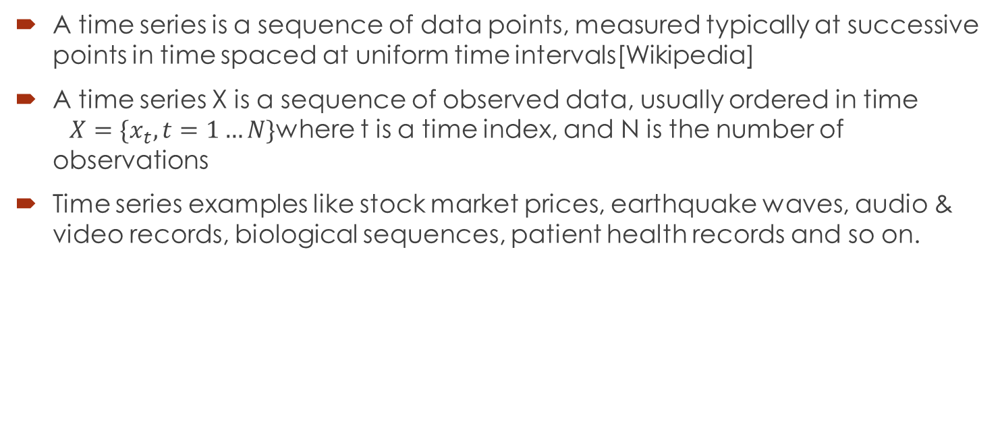 A time series is a sequence of data points, measured typically at successive
points in time spaced at uniform time intervals[Wikipedia]
A time series X is a sequence of observed data, usually ordered in time
X = {xₜ, t = 1 … N}where t is a time index, and N is the number of
observations
Time series examples like stock market prices, earthquake waves, audio &
video records, biological sequences, patient health records and so on.